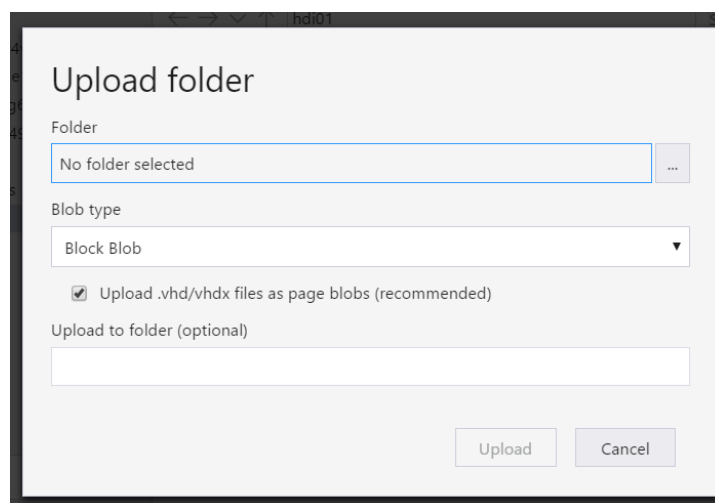 hdi01
Upload folder
Folder
No folder selected
...
Blob type
Block Blob
Upload .vhd/vhdx files as page blobs (recommended)
Upload to folder (optional)
Upload
Cancel